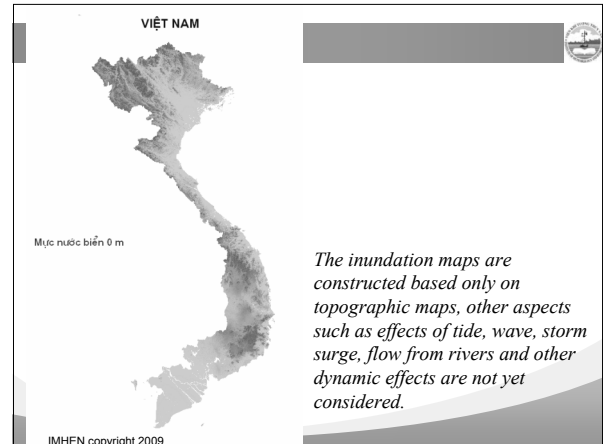 VIỆT NAM
Mực nước biển 0 m
The inundation maps are
constructed based only on
topographic maps, other aspects
such as effects of tide, wave, storm
surge, flow from rivers and other
dynamic effects are not yet
considered.
IMHEN copyright 2009